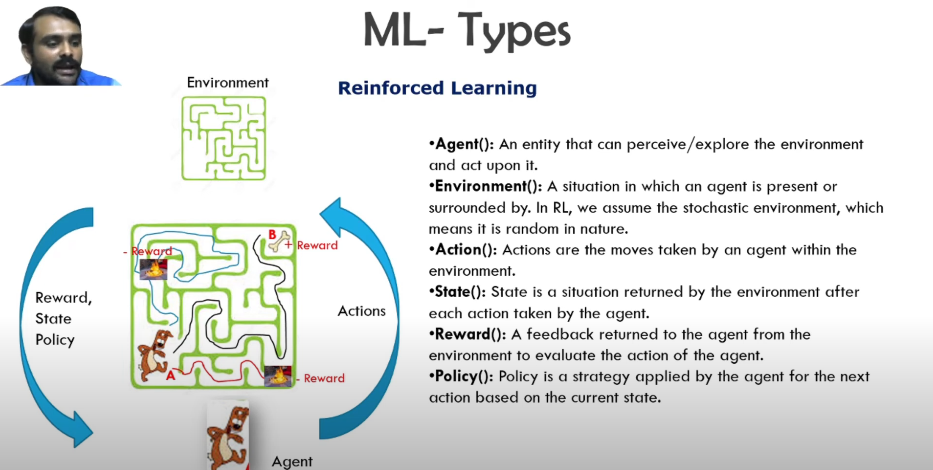 ML- Types
Environment
Reinforced Learning
•Agent(): An entity that can perceive/explore the environment
and act upon it.
•Environment(): A situation in which an agent is present or
surrounded by. In RL, we assume the stochastic environment, which
means it is random in nature.
•Action(): Actions are the moves taken by an agent within the
environment.
•State(): State is a situation returned by the environment after
each action taken by the agent.
•Reward(): A feedback returned to the agent from the
environment to evaluate the action of the agent.
•Policy(): Policy is a strategy applied by the agent for the next
action based on the current state.
B
+ Reward
- Reward
Reward,
State
Policy
Actions
A
- Reward
Agent